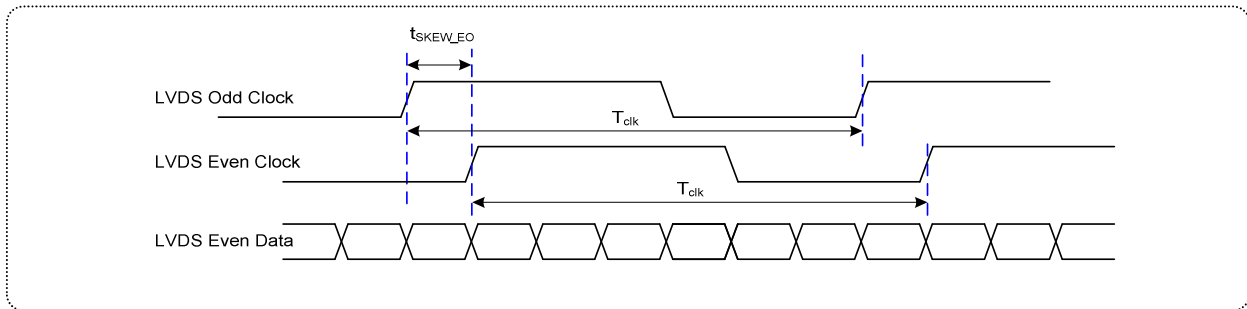 tSKEW_EO
LVDS Odd Clock
Tclk
LVDS Even Clock
Tclk
LVDS Even Data